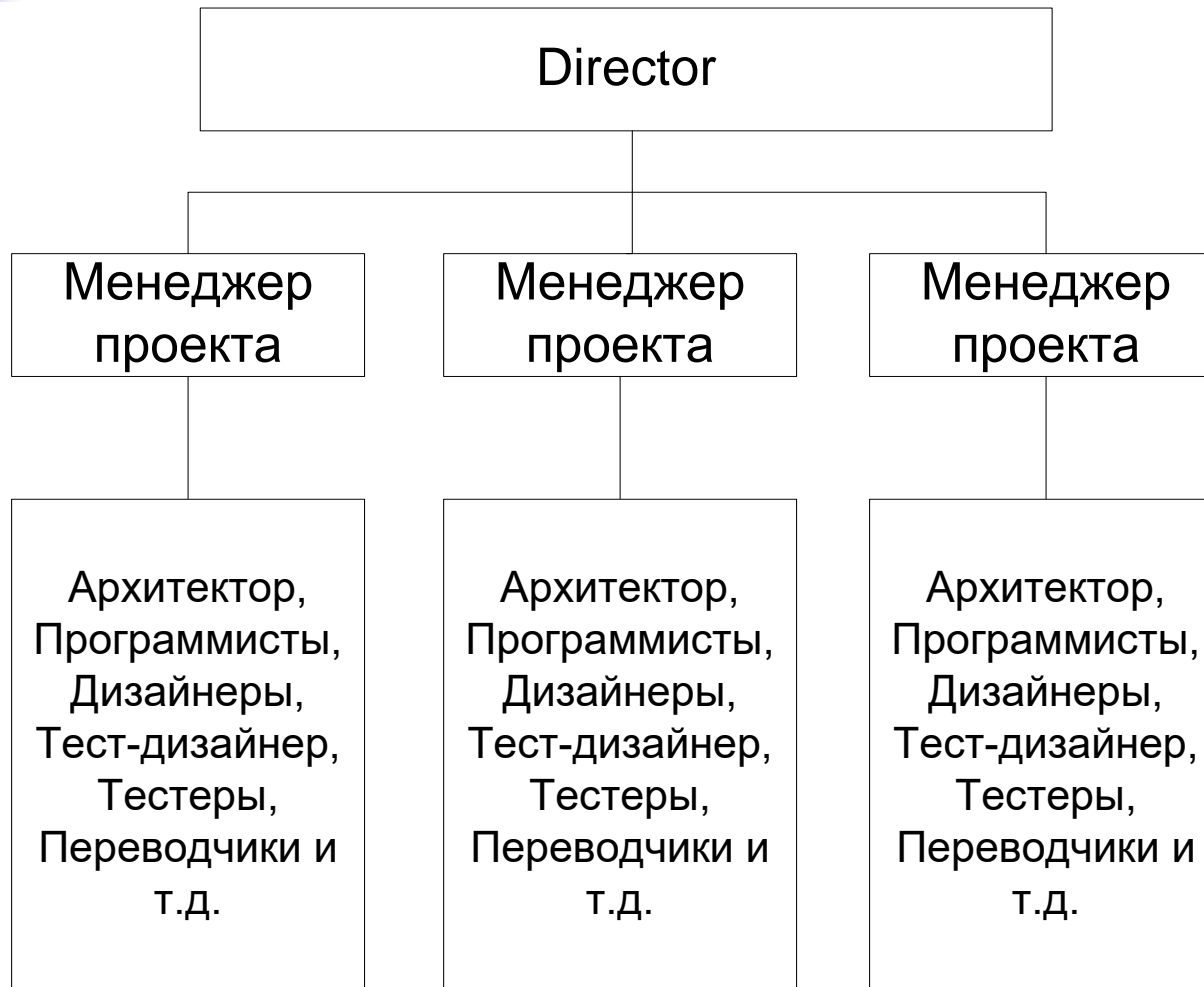 Director
Менеджер
проекта
Менеджер
проекта
Менеджер
проекта
Архитектор,
Программисты,
Дизайнеры,
Тест-дизайнер,
Тестеры,
Переводчики и
т.д.
Архитектор,
Программисты,
Дизайнеры,
Тест-дизайнер,
Тестеры,
Переводчики и
т.д.
Архитектор,
Программисты,
Дизайнеры,
Тест-дизайнер,
Тестеры,
Переводчики и
т.д.